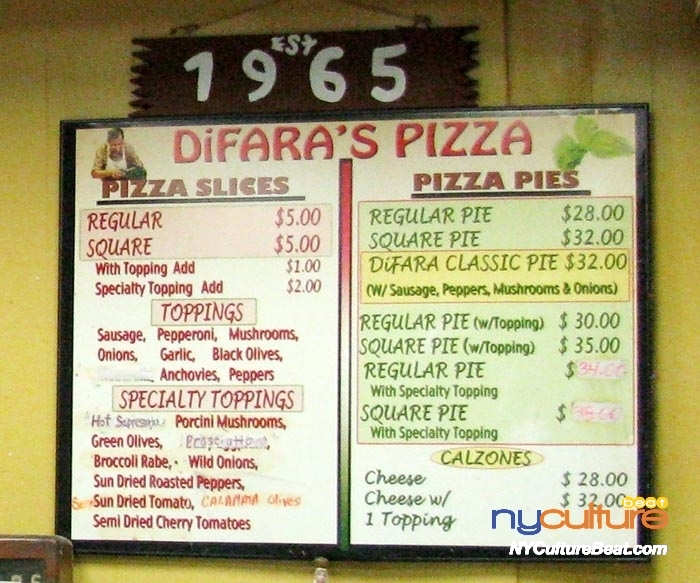 EST
1965
DiFARA'S PIZZA
PIZZA SLICES
REGULAR $5.00
SQUARE $5.00
With Topping Add $1.00
Specialty Topping Add $2.00
TOPPINGS
Sausage, Pepperoni, Mushrooms,
Onions, Garlic, Black Olives,
Anchovies, Peppers
SPECIALTY TOPPINGS
Hot Porcini Mushrooms,
Green Olives,
Broccoli Rabe, Wild Onions,
Sun Dried Roasted Peppers,
Sun Dried Tomato, CALAMATA Olives
Semi Dried Cherry Tomatoes
PIZZA PIES
REGULAR PIE $28.00
SQUARE PIE $32.00
DiFARA CLASSIC PIE $32.00
(W/ Sausage, Peppers, Mushrooms & Onions)
REGULAR PIE (w/Topping) $ 30.00
SQUARE PIE (w/Topping) $ 35.00
REGULAR PIE $34.00
With Specialty Topping
SQUARE PIE $
With Specialty Topping
CALZONES
Cheese $ 28.00
Cheese w/ $ 32.00
1 Topping
nyculture beat
NYCultureBeat.com